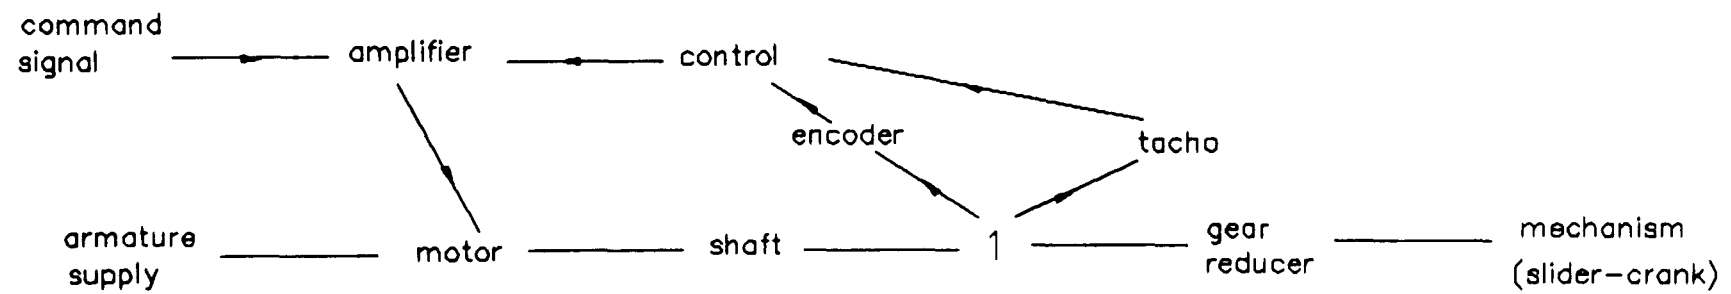 command
signal
amplifier
control
encoder
tacho
armature
supply
motor
shaft
1
gear
reducer
mechanism
(slider-crank)